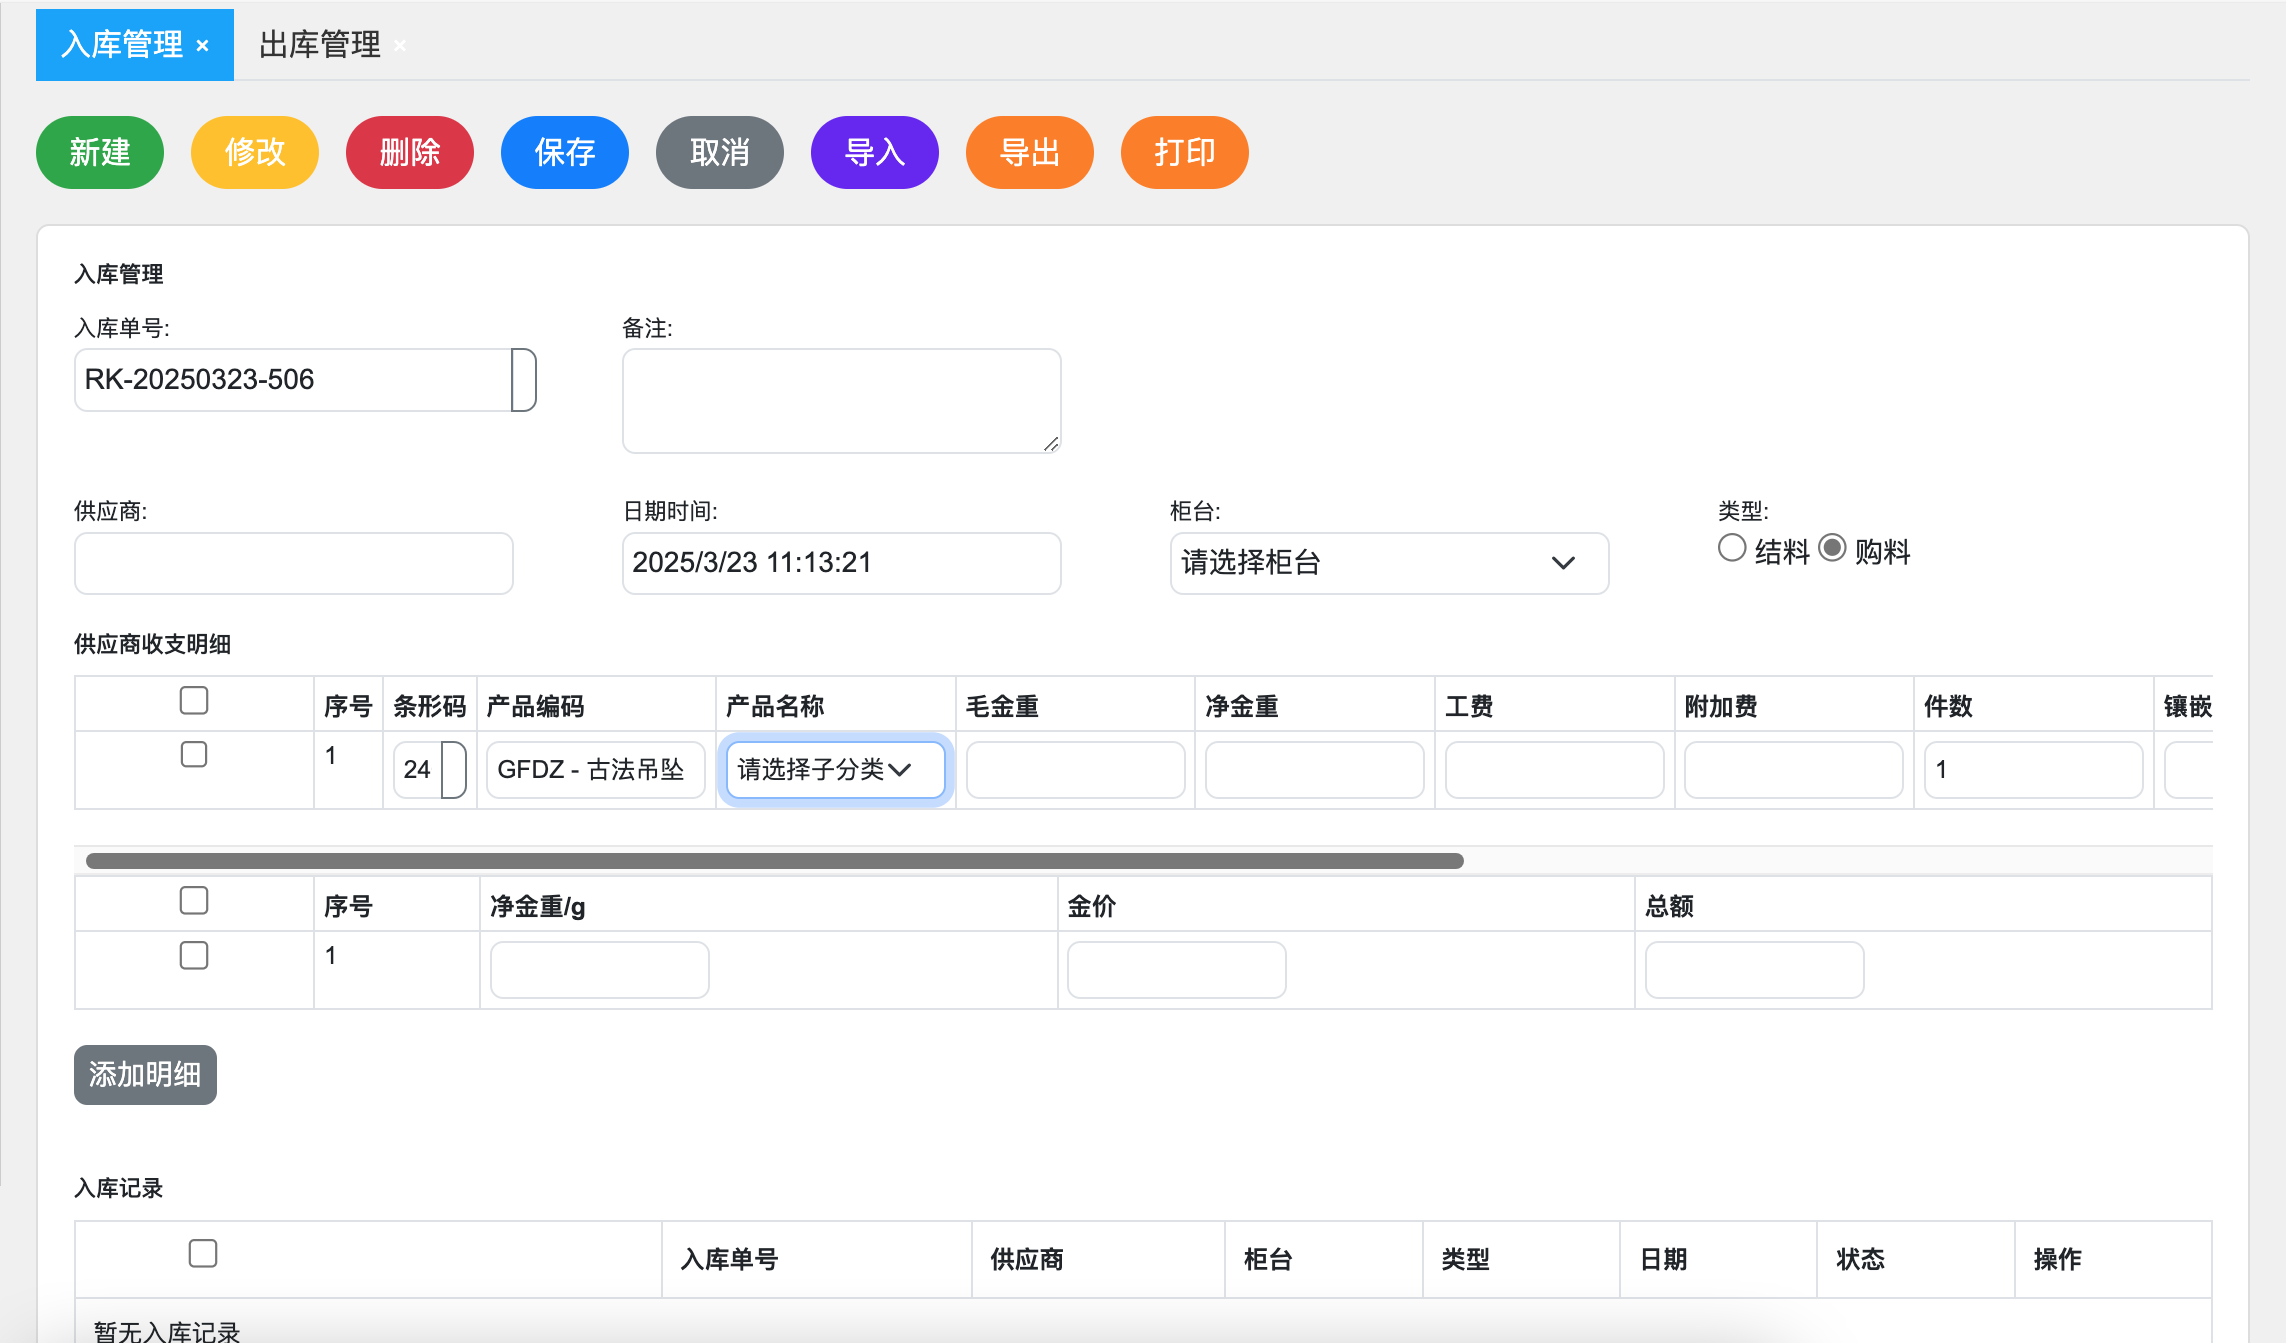 入库管理 × 出库管理 ×
新建 修改 删除 保存 取消 导入 导出 打印
入库管理
入库单号: 备注:
RK-20250323-506
供应商: 日期时间: 柜台: 类型:
2025/3/23 11:13:21 请选择柜台 结料 购料
供应商收支明细
序号 条形码 产品编码 产品名称 毛金重 净金重 工费 附加费 件数 镶嵌
1 24 GFDZ - 古法吊坠 请选择子分类 1
序号 净金重/g 金价 总额
1
添加明细
入库记录
入库单号 供应商 柜台 类型 日期 状态 操作
暂无入库记录